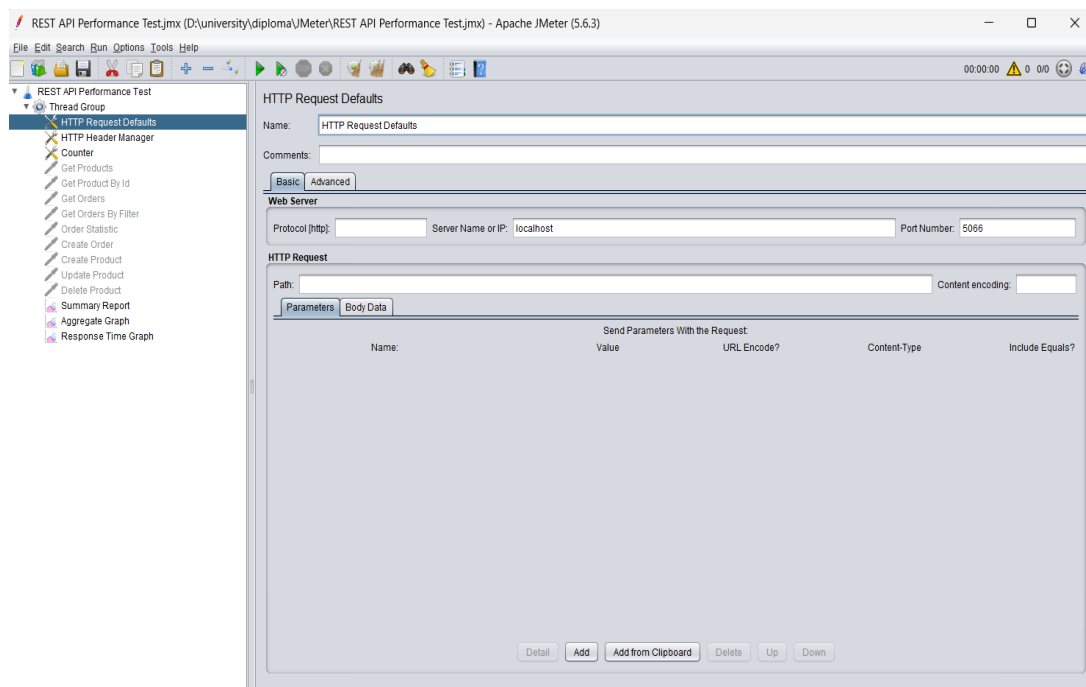 REST API Performance Test.jmx (D:\university\diploma\JMeter\REST API Performance Test.jmx) - Apache JMeter (5.6.3)
File Edit Search Run Options Tools Help
00:00:00 0 0/0
REST API Performance Test
Thread Group
HTTP Request Defaults
HTTP Header Manager
Counter
Get Products
Get Product By Id
Get Orders
Get Orders By Filter
Order Statistic
Create Order
Create Product
Update Product
Delete Product
Summary Report
Aggregate Graph
Response Time Graph
HTTP Request Defaults
Name: HTTP Request Defaults
Comments:
Basic Advanced
Web Server
Protocol [http]: Server Name or IP: localhost Port Number: 5066
HTTP Request
Path: Content encoding:
Parameters Body Data
Send Parameters With the Request:
Name: Value URL Encode? Content-Type Include Equals?
Detail Add Add from Clipboard Delete Up Down